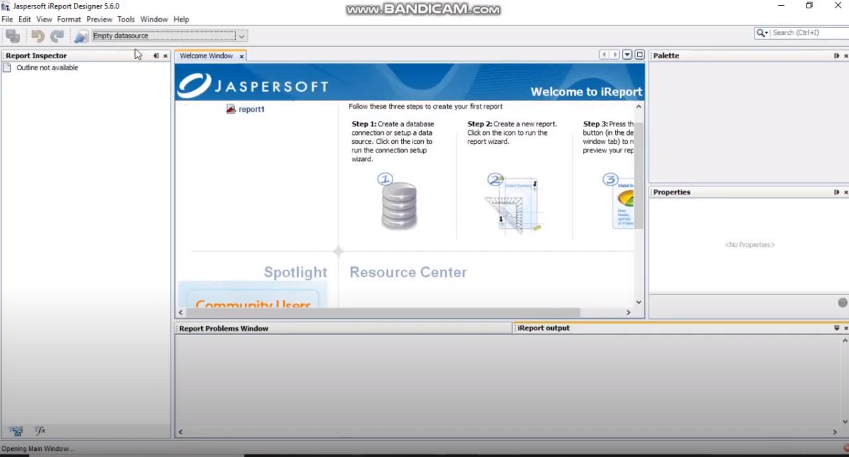 Jaspersoft iReport Designer 5.6.0
www.BANDICAM.com
File Edit View Format Preview Tools Window Help
Empty datasource
Search (Ctrl+I)
Report Inspector
Outline not available
Welcome Window
JASPERSOFT
Welcome to iReport
report1
Follow these three steps to create your first report
Step 1: Create a database
connection or setup a data
source. Click on the icon to
run the connection setup
wizard.
Step 2: Create a new report.
Click on the icon to run the
report wizard.
Step 3: Press th
button (in the de
window tab) to n
preview your rep
1
2
3
Spotlight
Resource Center
Community Users
Palette
Properties
<No Properties>
Report Problems Window
iReport output
Opening Main Window...